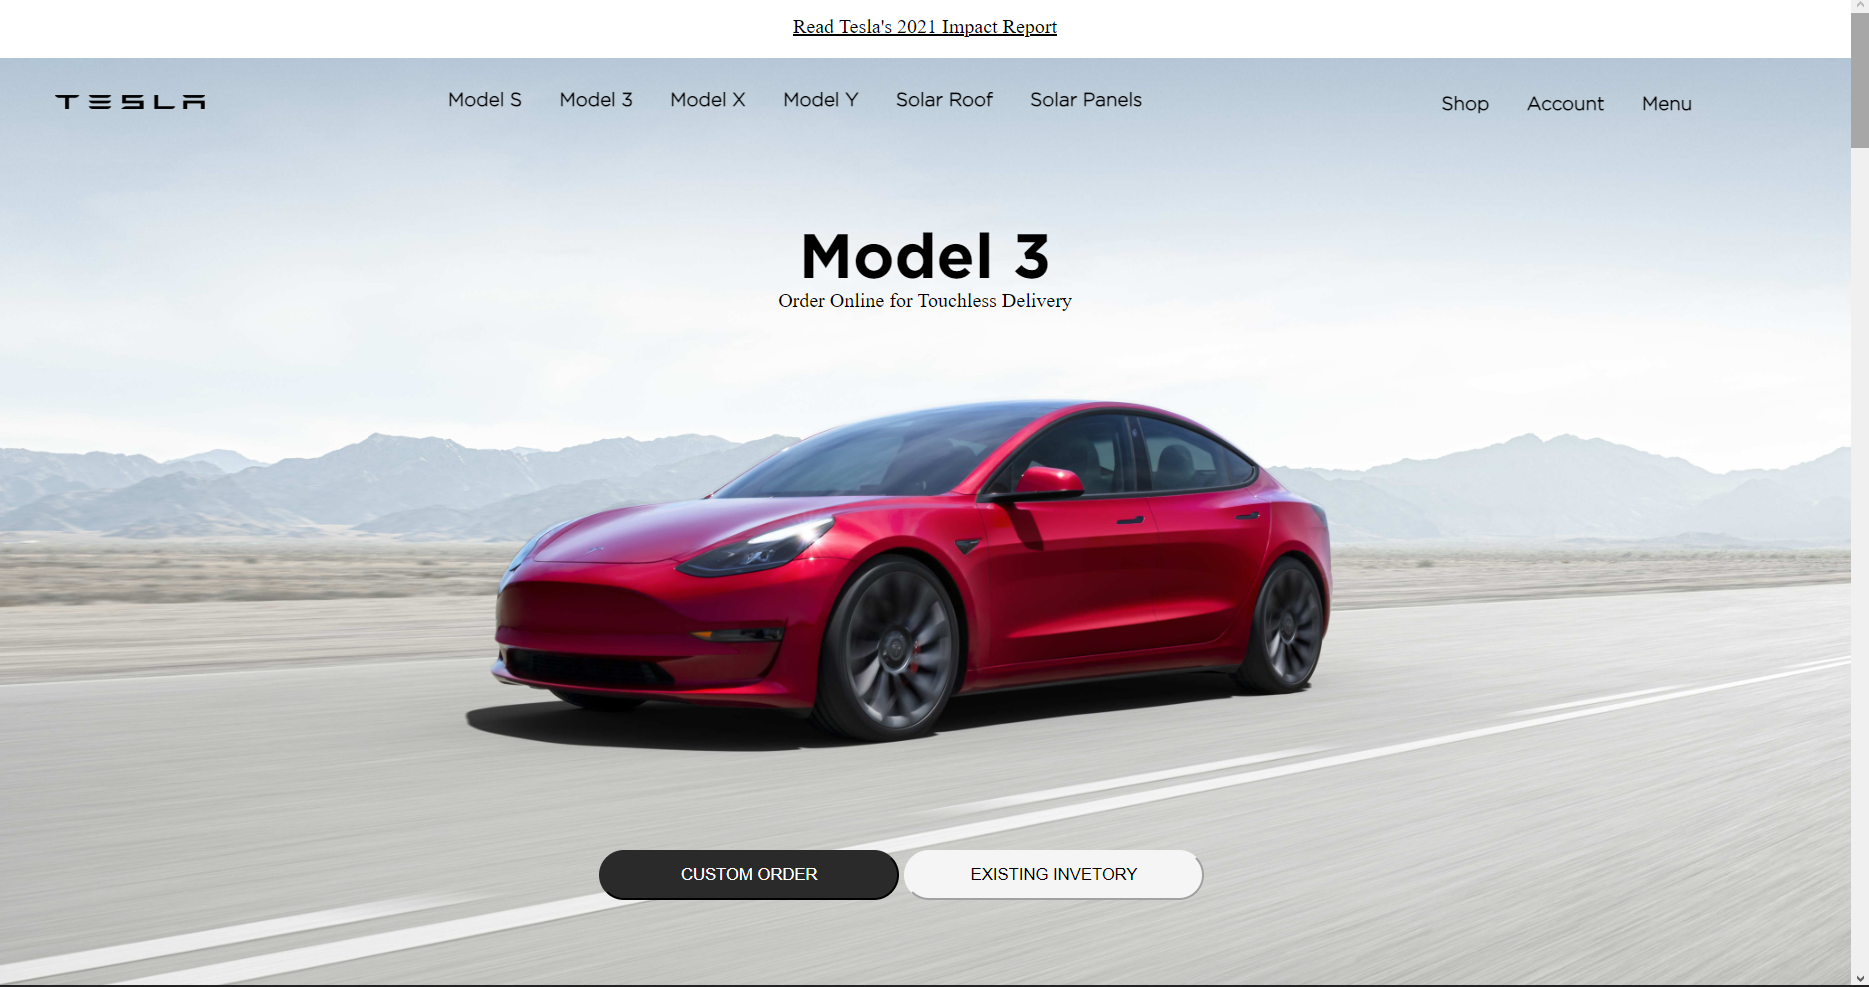 Read Tesla's 2021 Impact Report
TESLA Model S Model 3 Model X Model Y Solar Roof Solar Panels Shop Account Menu
Model 3
Order Online for Touchless Delivery
CUSTOM ORDER EXISTING INVETORY